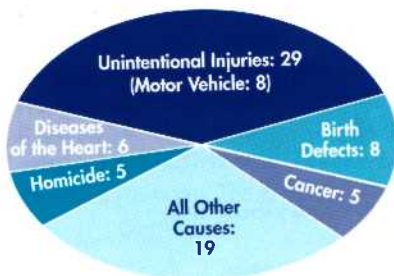 Unintentional Injuries: 29
(Motor Vehicle: 8)
Diseases
of the Heart: 6
Birth
Defects: 8
Homicide: 5
Cancer: 5
All Other
Causes:
19